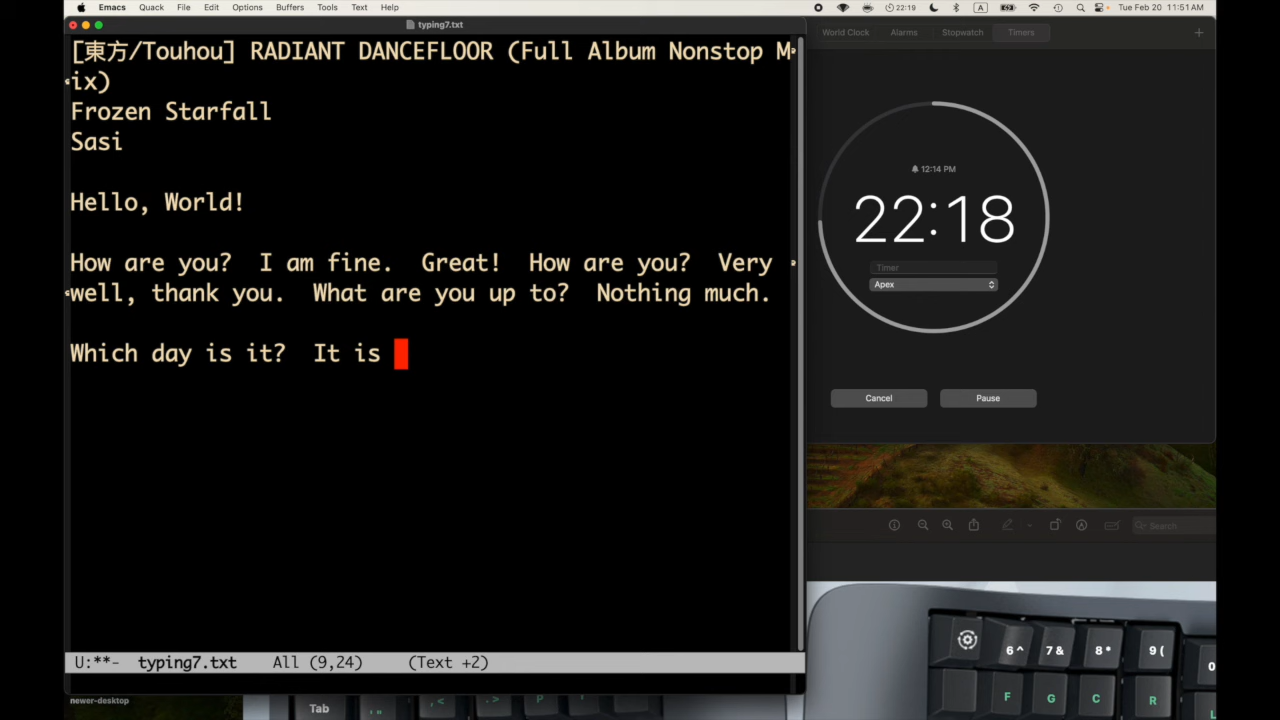 Emacs Quack File Edit Options Buffers Tools Text Help
22:19 A Tue Feb 20 11:51 AM
typing7.txt
[東方/Touhou] RADIANT DANCEFLOOR (Full Album Nonstop M
ix)
Frozen Starfall
Sasi
Hello, World!
How are you?  I am fine.  Great!  How are you?  Very
well, thank you.  What are you up to?  Nothing much.
Which day is it?  It is
U:**-  typing7.txt    All (9,24)     (Text +2)
newer-desktop
World Clock Alarms Stopwatch Timers
12:14 PM
22:18
Timer
Apex
Cancel Pause
Search
6 ^ 7 & 8 * 9 ( 0
F G C R L
Tab , " , < . > P